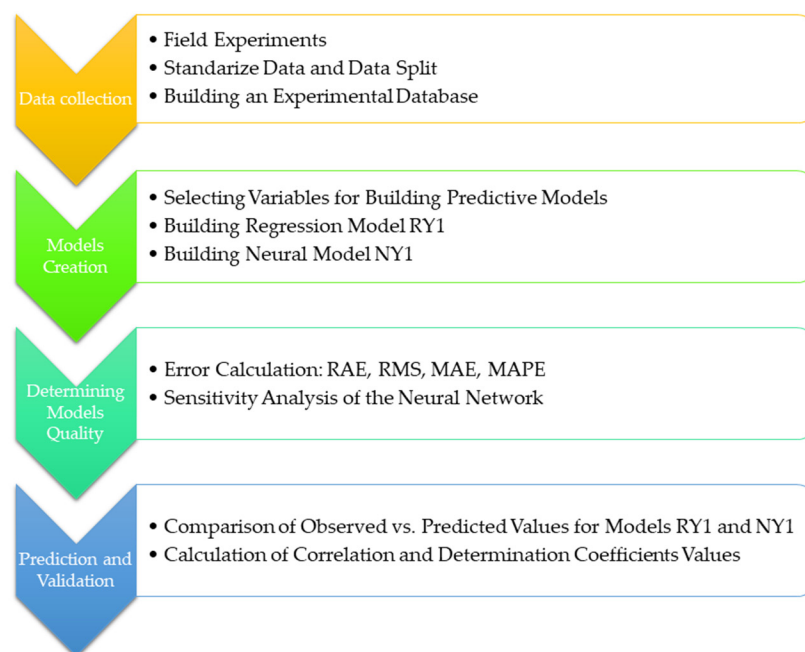 Data collection
• Field Experiments
• Standarize Data and Data Split
• Building an Experimental Database
Models
Creation
• Selecting Variables for Building Predictive Models
• Building Regression Model RY1
• Building Neural Model NY1
Determining
Models
Quality
• Error Calculation: RAE, RMS, MAE, MAPE
• Sensitivity Analysis of the Neural Network
Prediction and
Validation
• Comparison of Observed vs. Predicted Values for Models RY1 and NY1
• Calculation of Correlation and Determination Coefficients Values